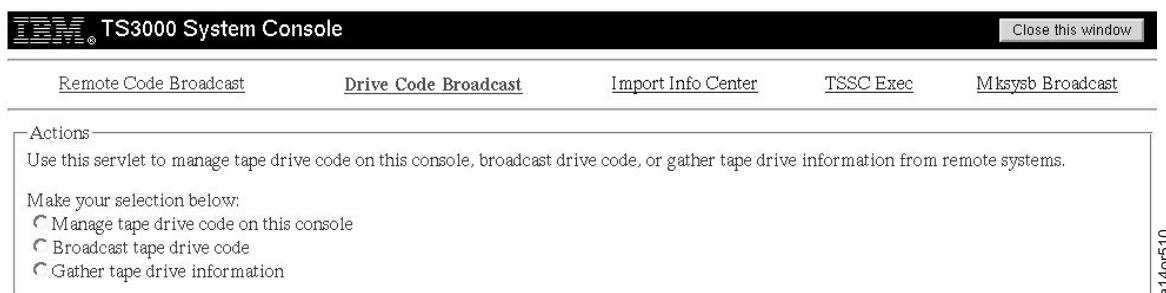 IBM® TS3000 System Console
Close this window
Remote Code Broadcast Drive Code Broadcast Import Info Center TSSC Exec Mksysb Broadcast
Actions
Use this servlet to manage tape drive code on this console, broadcast drive code, or gather tape drive information from remote systems.
Make your selection below:
Manage tape drive code on this console
Broadcast tape drive code
Gather tape drive information
a14or510